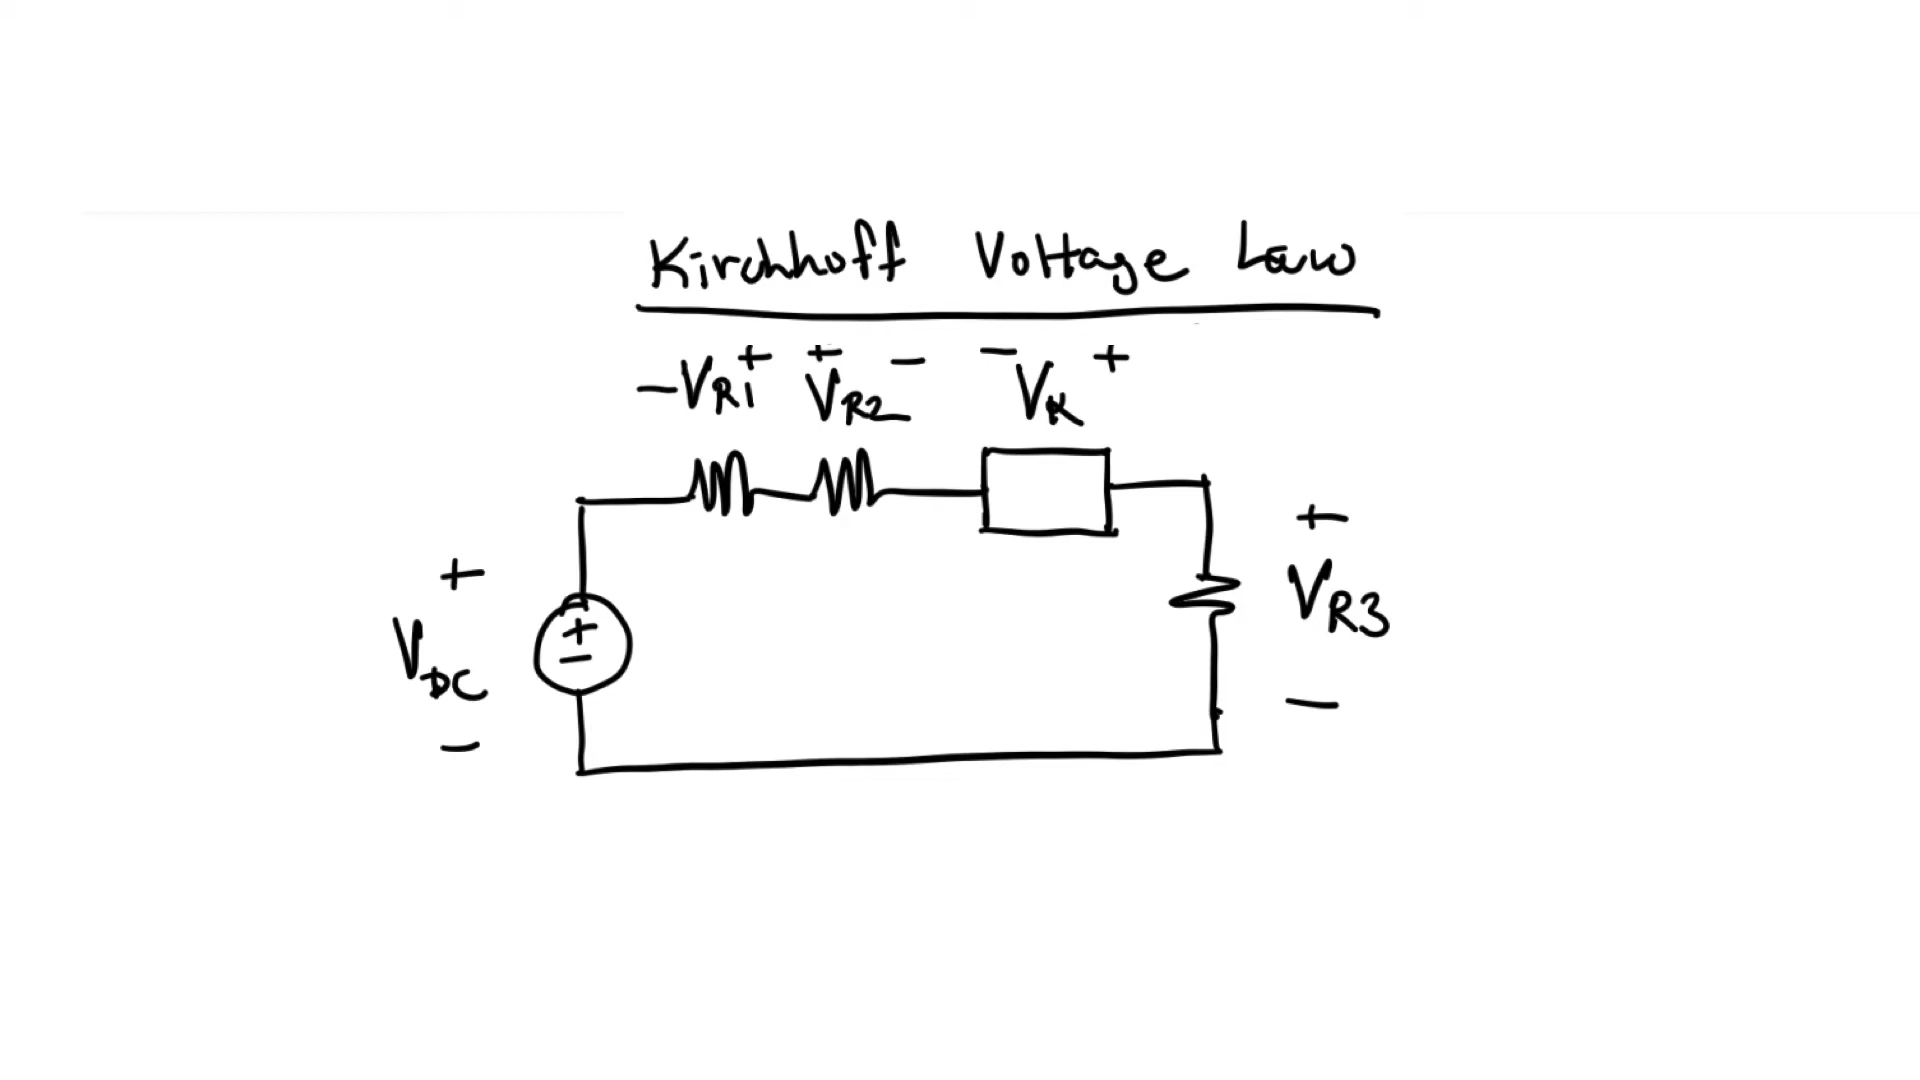 Kirchhoff Voltage Law
- VR1 + + VR2 - - VK +
+
VDC
-
+
-
+
VR3
-